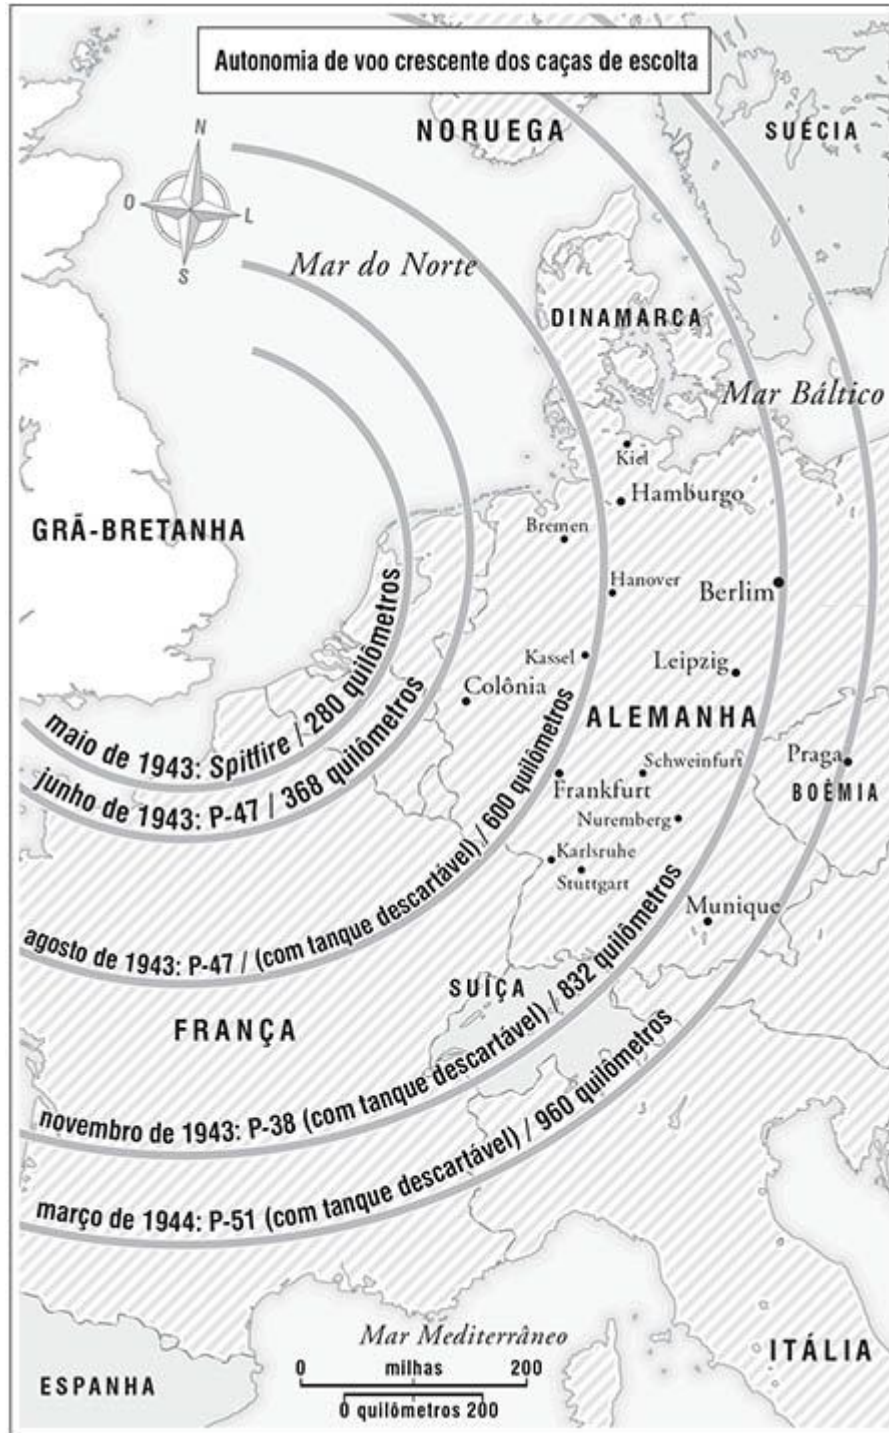 Autonomia de voo crescente dos caças de escolta
NORUEGA
SUÉCIA
N
O
L
S
Mar do Norte
DINAMARCA
Mar Báltico
Kiel
Hamburgo
GRÃ-BRETANHA
Bremen
Hanover
Berlim
Kassel
Leipzig
Colônia
ALEMANHA
maio de 1943: Spitfire / 280 quilômetros
junho de 1943: P-47 / 368 quilômetros
Schweinfurt
Praga
Frankfurt
BOÊMIA
Nuremberg
Karlsruhe
Stuttgart
Munique
agosto de 1943: P-47 / (com tanque descartável) / 600 quilômetros
SUÍÇA
FRANÇA
novembro de 1943: P-38 (com tanque descartável) / 832 quilômetros
março de 1944: P-51 (com tanque descartável) / 960 quilômetros
Mar Mediterrâneo
0 milhas 200
0 quilômetros 200
ITÁLIA
ESPANHA